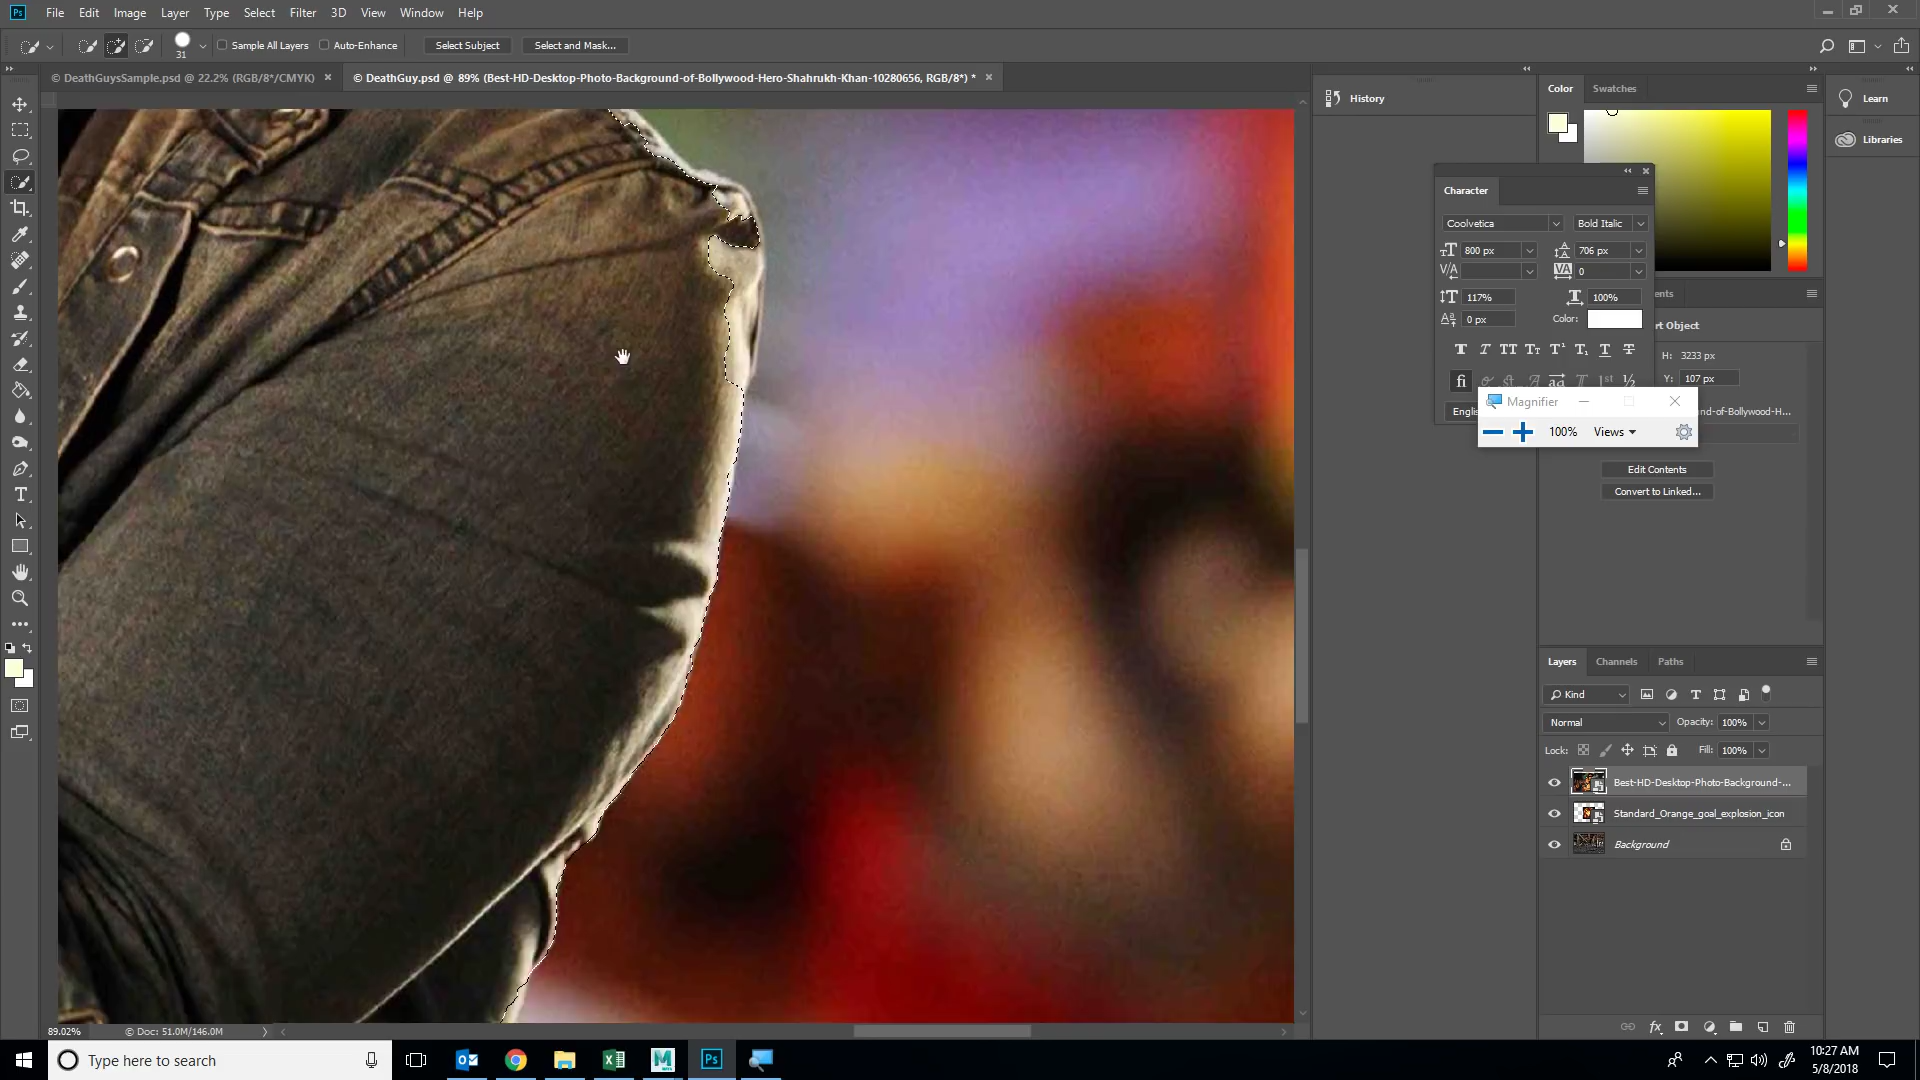 Ps File Edit Image Layer Type Select Filter 3D View Window Help
31 Sample All Layers Auto-Enhance Select Subject Select and Mask...
© DeathGuysSample.psd @ 22.2% (RGB/8*/CMYK) × © DeathGuy.psd @ 89% (Best-HD-Desktop-Photo-Background-of-Bollywood-Hero-Shahrukh-Khan-10280656, RGB/8*) * ×
History
Color Swatches
Learn
Libraries
Character
Coolvetica Bold Italic
800 px 706 px
0
117% 100%
0 px Color:
fi
Engli
ents
rt Object
H: 3233 px
Y: 107 px
nd-of-Bollywood-H...
Magnifier
100% Views
Edit Contents
Convert to Linked...
Layers Channels Paths
Kind
Normal Opacity: 100%
Lock: Fill: 100%
Best-HD-Desktop-Photo-Background-...
Standard_Orange_goal_explosion_icon
Background
89.02% © Doc: 51.0M/146.0M
Type here to search
10:27 AM
5/8/2018